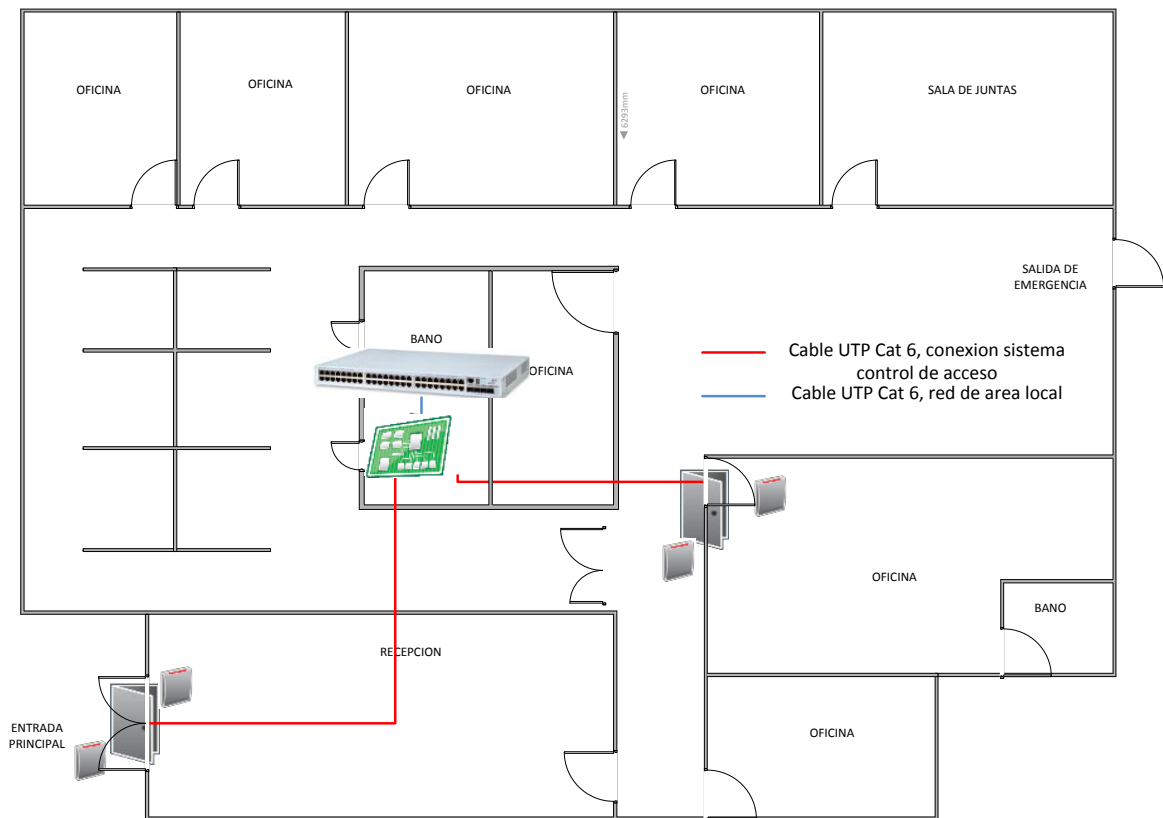 OFICINA
OFICINA
OFICINA
OFICINA
SALA DE JUNTAS
6293mm
SALIDA DE
EMERGENCIA
BANO
OFICINA
Cable UTP Cat 6, conexion sistema
control de acceso
Cable UTP Cat 6, red de area local
OFICINA
BANO
RECEPCION
ENTRADA
PRINCIPAL
OFICINA